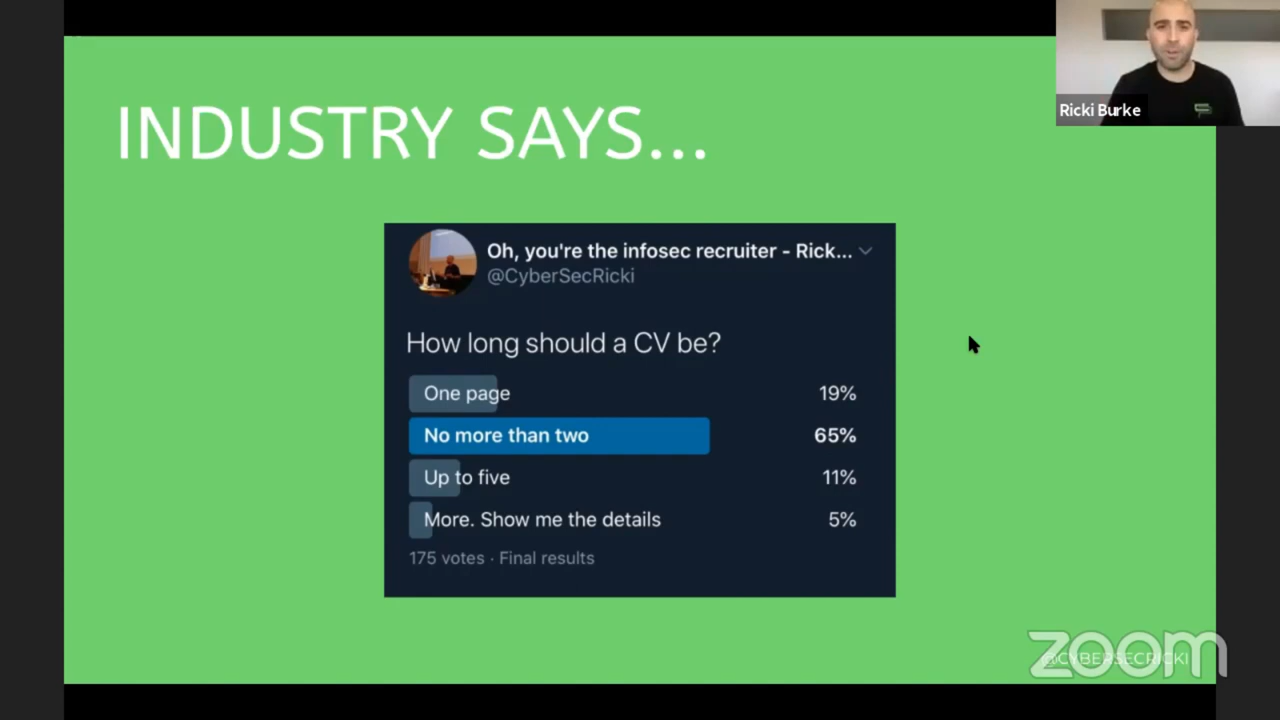 INDUSTRY SAYS...
Ricki Burke
Oh, you're the infosec recruiter - Rick...
@CyberSecRicki
How long should a CV be?
One page 19%
No more than two 65%
Up to five 11%
More. Show me the details 5%
175 votes · Final results
@CYBERSECRICKI
zoom